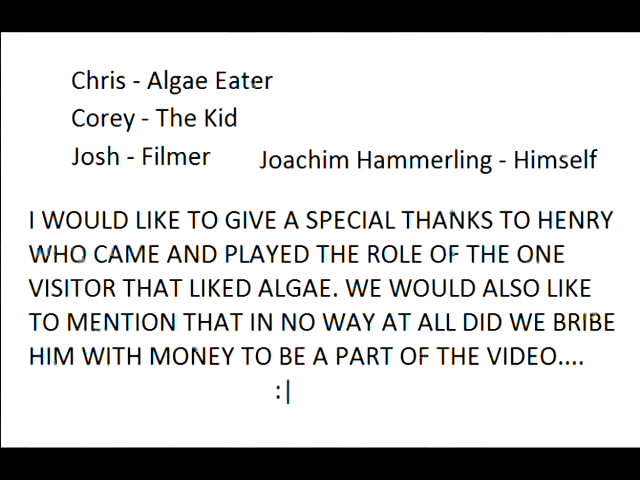 Chris - Algae Eater
Corey - The Kid
Josh - Filmer
Joachim Hammerling - Himself
I WOULD LIKE TO GIVE A SPECIAL THANKS TO HENRY
WHO CAME AND PLAYED THE ROLE OF THE ONE
VISITOR THAT LIKED ALGAE. WE WOULD ALSO LIKE
TO MENTION THAT IN NO WAY AT ALL DID WE BRIBE
HIM WITH MONEY TO BE A PART OF THE VIDEO....
:|